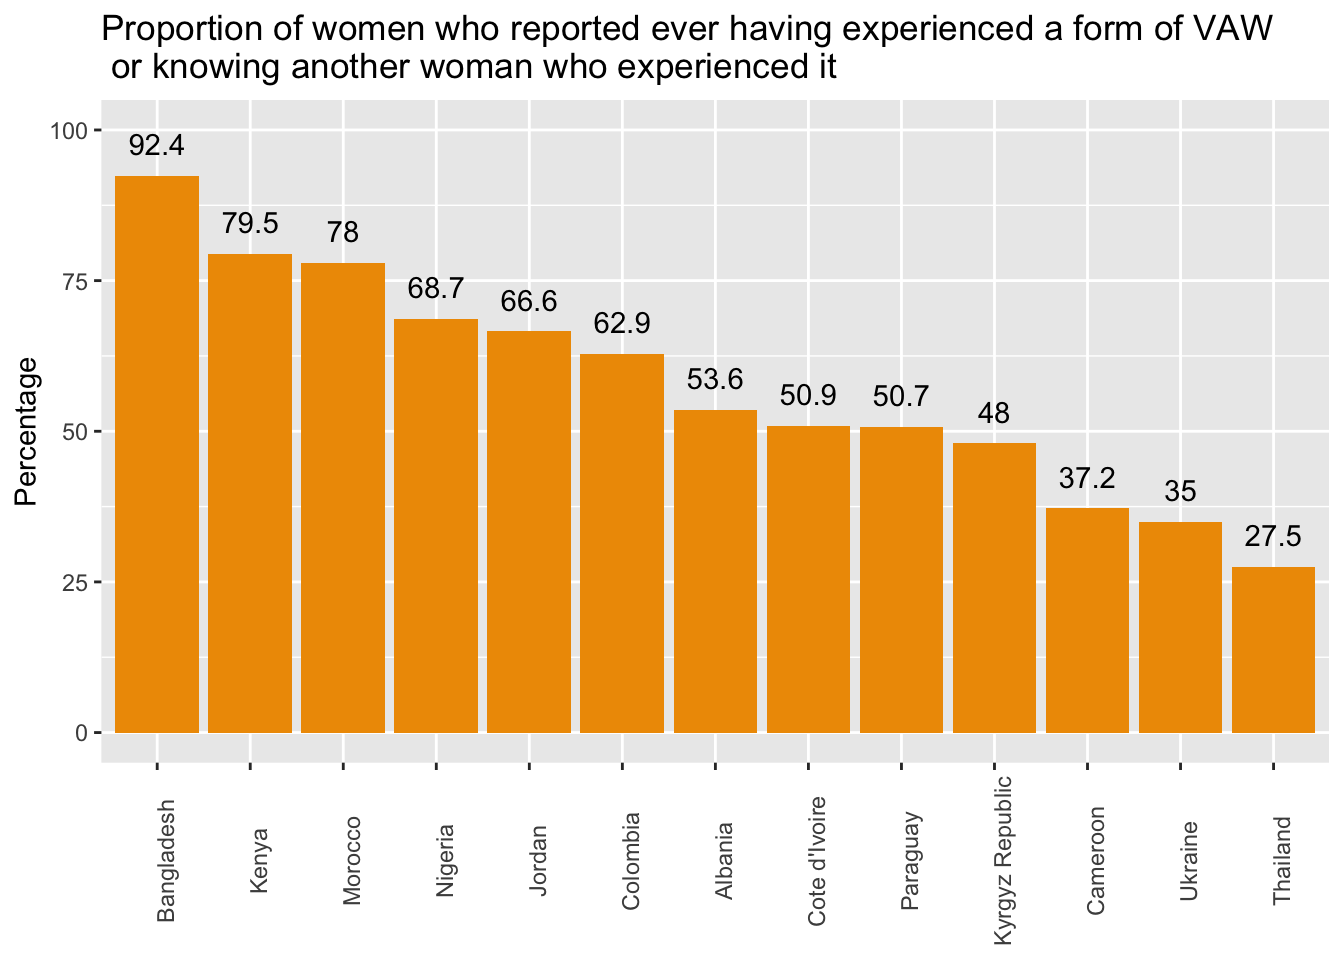 Proportion of women who reported ever having experienced a form of VAW
or knowing another woman who experienced it
Percentage
100
75
50
25
0
92.4
79.5
78
68.7
66.6
62.9
53.6
50.9
50.7
48
37.2
35
27.5
Bangladesh
Kenya
Morocco
Nigeria
Jordan
Colombia
Albania
Cote d'Ivoire
Paraguay
Kyrgyz Republic
Cameroon
Ukraine
Thailand